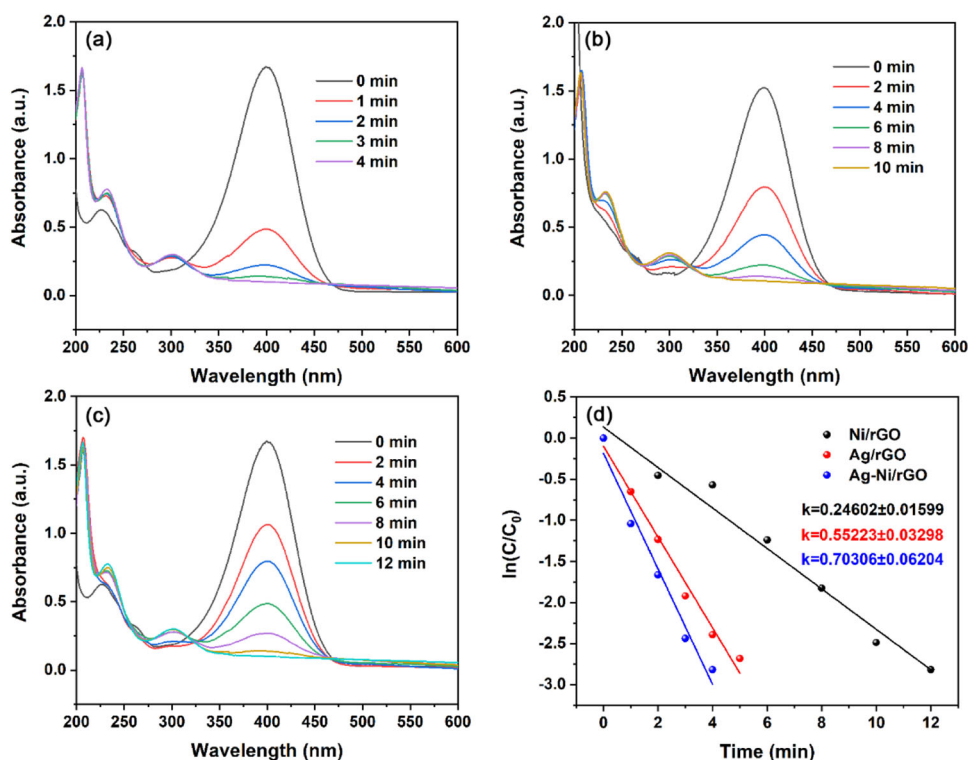 (a)
2.0
1.5
1.0
0.5
0.0
Absorbance (a.u.)
0 min
1 min
2 min
3 min
4 min
200 250 300 350 400 450 500 550 600
Wavelength (nm)
(b)
2.0
1.5
1.0
0.5
0.0
Absorbance (a.u.)
0 min
2 min
4 min
6 min
8 min
10 min
200 250 300 350 400 450 500 550 600
Wavelength (nm)
(c)
2.0
1.5
1.0
0.5
0.0
Absorbance (a.u.)
0 min
2 min
4 min
6 min
8 min
10 min
12 min
200 250 300 350 400 450 500 550 600
Wavelength (nm)
(d)
0.5
0.0
-0.5
-1.0
-1.5
-2.0
-2.5
-3.0
ln(C/C0)
Ni/rGO
Ag/rGO
Ag-Ni/rGO
k=0.24602±0.01599
k=0.55223±0.03298
k=0.70306±0.06204
0 2 4 6 8 10 12
Time (min)